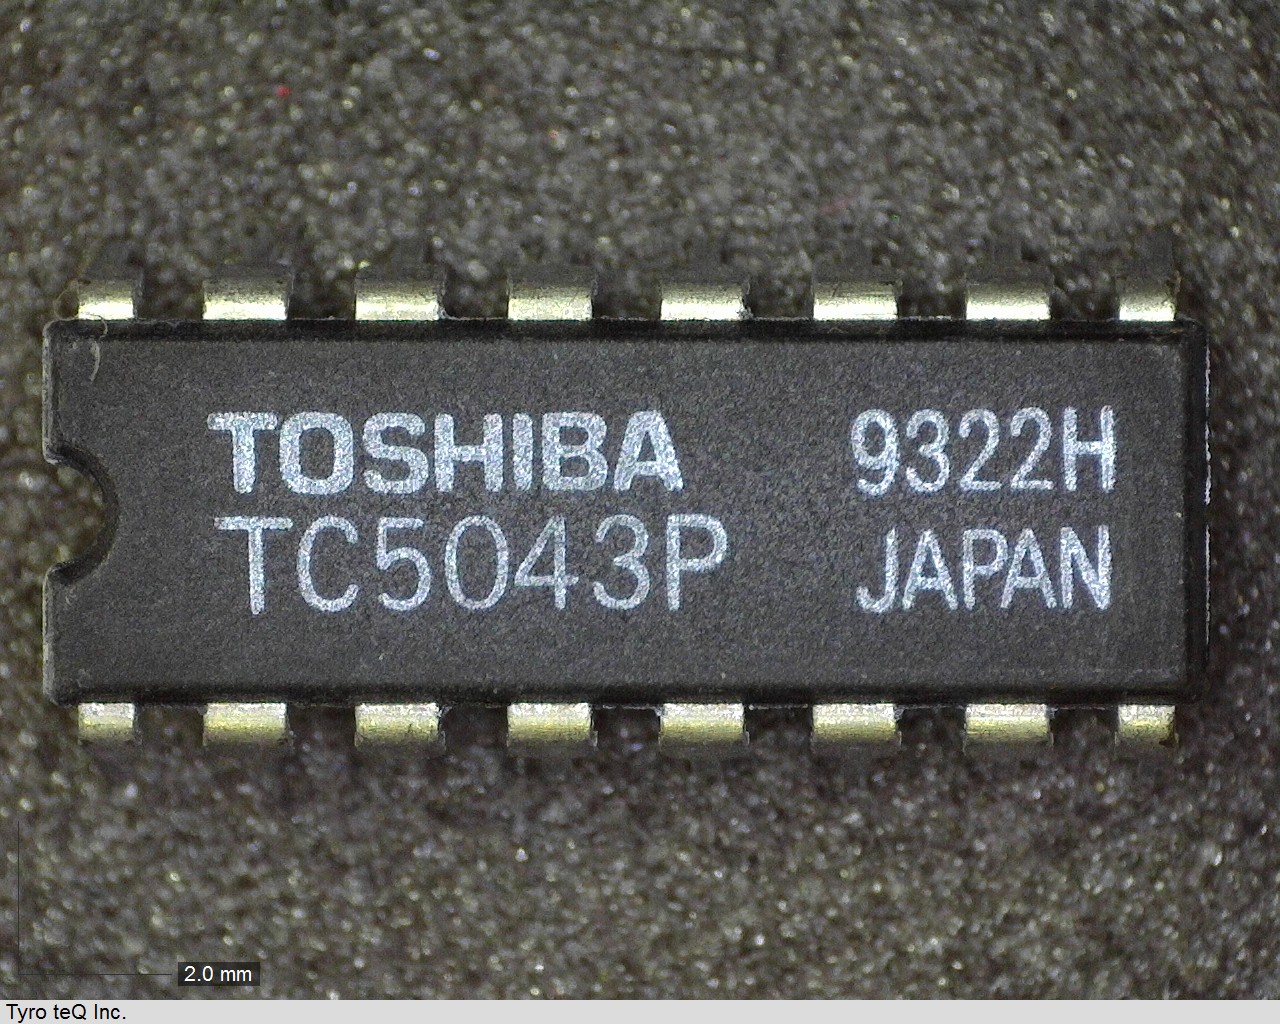 TOSHIBA 9322H
TC5043P JAPAN
2.0 mm
Tyro teQ Inc.